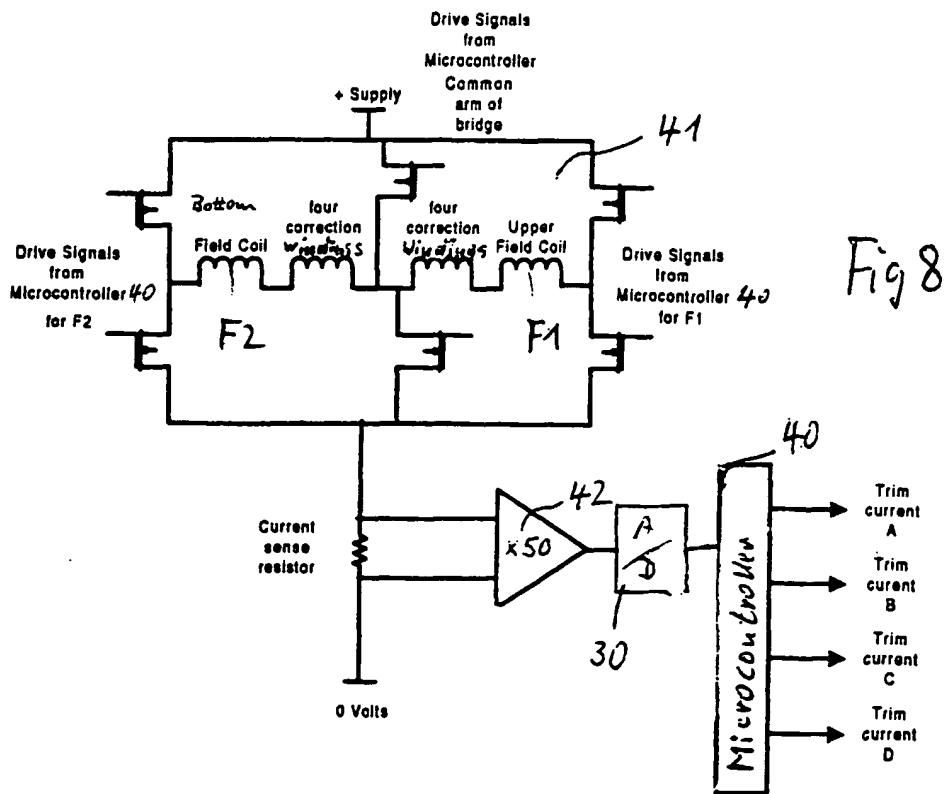 Drive Signals
from
Microcontroller
Common
arm of
bridge
+ Supply
41
Bottom
Field Coil
four
correction
windings
four
correction
Windings
Upper
Field Coil
Drive Signals
from
Microcontroller 40
for F2
F2
F1
Drive Signals
from
Microcontroller 40
for F1
Fig 8
Current
sense
resistor
42
x50
A
D
30
40
Microcontroller
Trim
current
A
Trim
curent
B
Trim
current
C
Trim
current
D
0 Volts